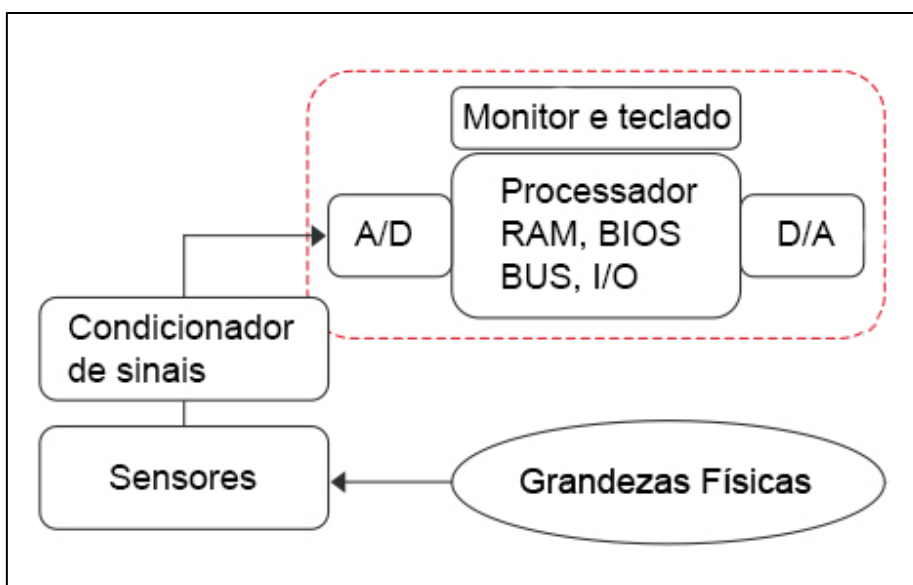 Monitor e teclado
A/D
Processador
RAM, BIOS
BUS, I/O
D/A
Condicionador
de sinais
Sensores
Grandezas Físicas